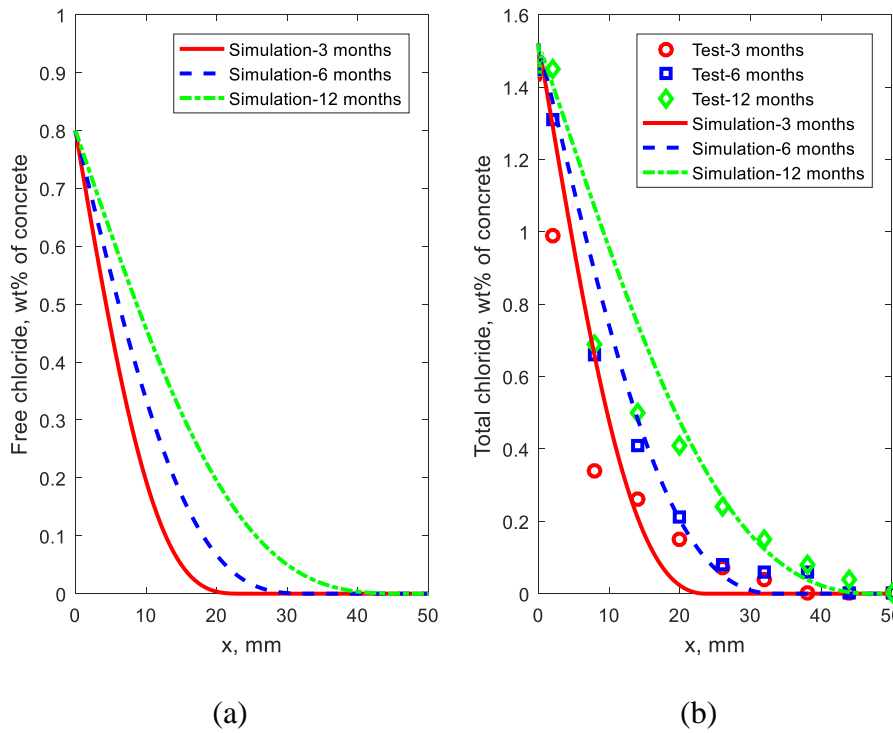 1
0.9
0.8
0.7
0.6
0.5
0.4
0.3
0.2
0.1
0
0 10 20 30 40 50
Free chloride, wt% of concrete
x, mm
Simulation-3 months
Simulation-6 months
Simulation-12 months
(a)
1.6
1.4
1.2
1
0.8
0.6
0.4
0.2
0
0 10 20 30 40 50
Total chloride, wt% of concrete
x, mm
Test-3 months
Test-6 months
Test-12 months
Simulation-3 months
Simulation-6 months
Simulation-12 months
(b)